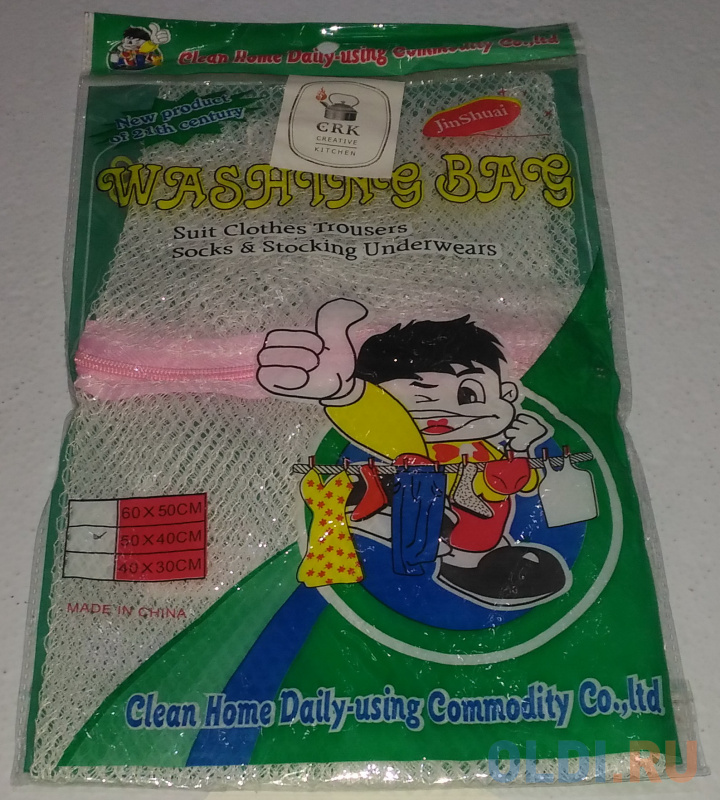 Clean Home Daily-using Commodity Co.,ltd
New product
of 21th century
CRK
CREATIVE
KITCHEN
JinShuai
WASHING BAG
Suit Clothes Trousers
Socks & Stocking Underwears
60×50CM
50×40CM
40×30CM
MADE IN CHINA
Clean Home Daily-using Commodity Co.,ltd
OLDI.RU